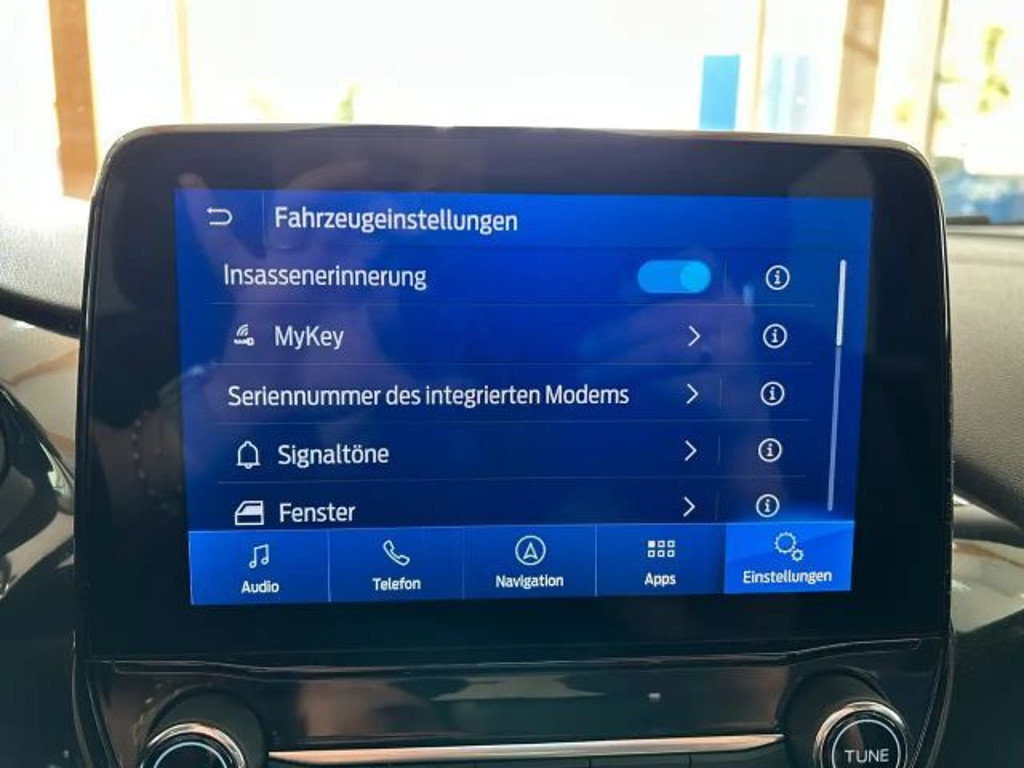 Fahrzeugeinstellungen
Insassenerinnerung
MyKey
Seriennummer des integrierten Modems
Signaltöne
Fenster
Audio
Telefon
Navigation
Apps
Einstellungen
TUNE